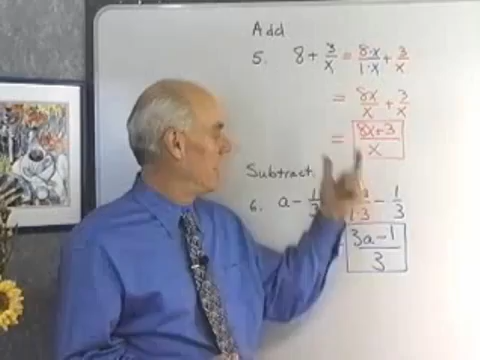 Add
5. 8 + 3/x = 8·x/1·x + 3/x
= 8x/x + 3/x
= 8x+3/x
Subtract
6. a - 1/3 - 1/3
3a-1/3